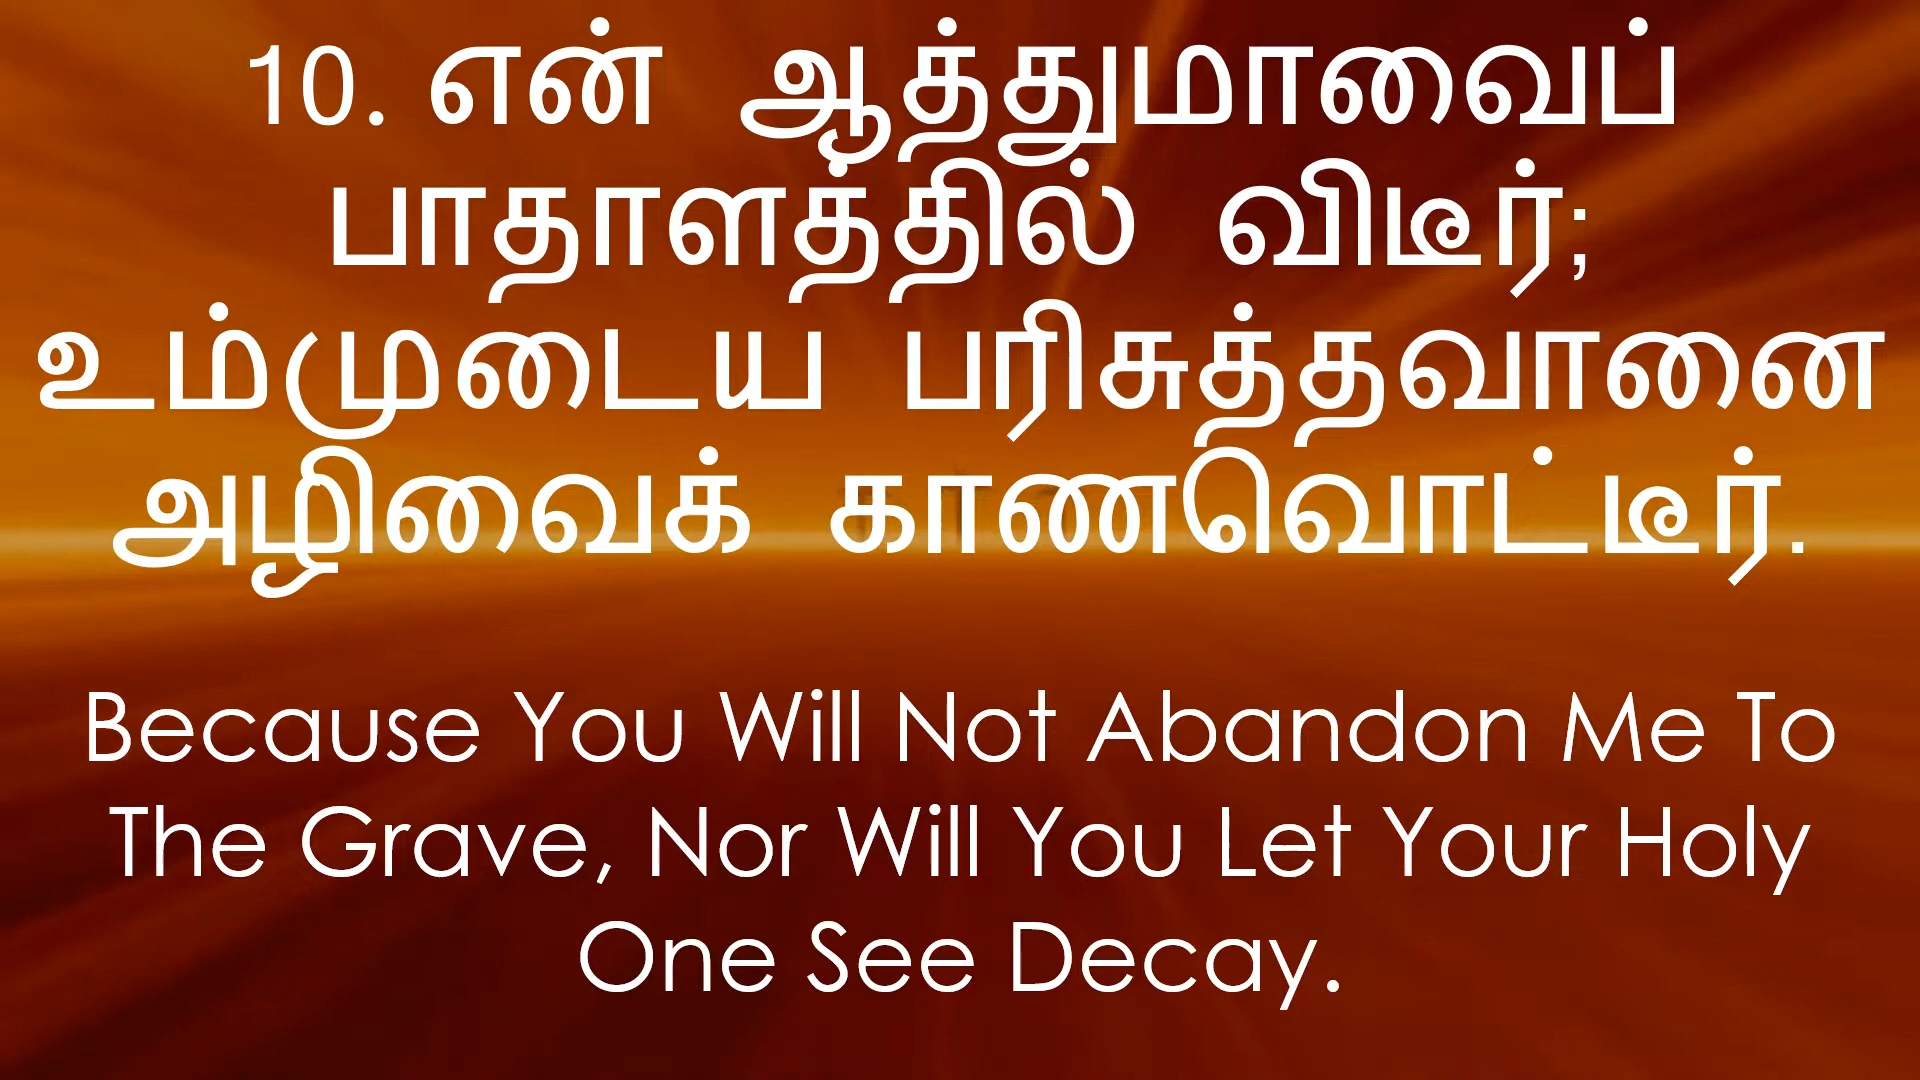 10. என் ஆத்துமாவைப்
பாதாளத்தில் விடீர்;
உம்முடைய பரிசுத்தவானை
அழிவைக் காணவொட்டீர்.
Because You Will Not Abandon Me To
The Grave, Nor Will You Let Your Holy
One See Decay.